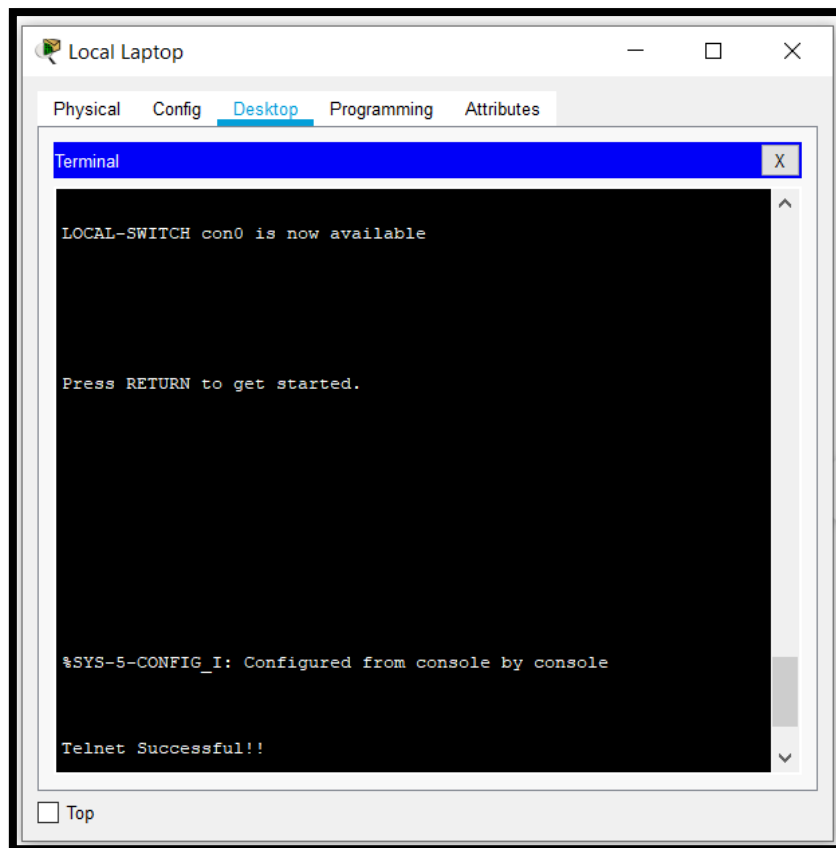 Local Laptop
Physical Config Desktop Programming Attributes
Terminal X
LOCAL-SWITCH con0 is now available
Press RETURN to get started.
%SYS-5-CONFIG_I: Configured from console by console
Telnet Successful!!
Top